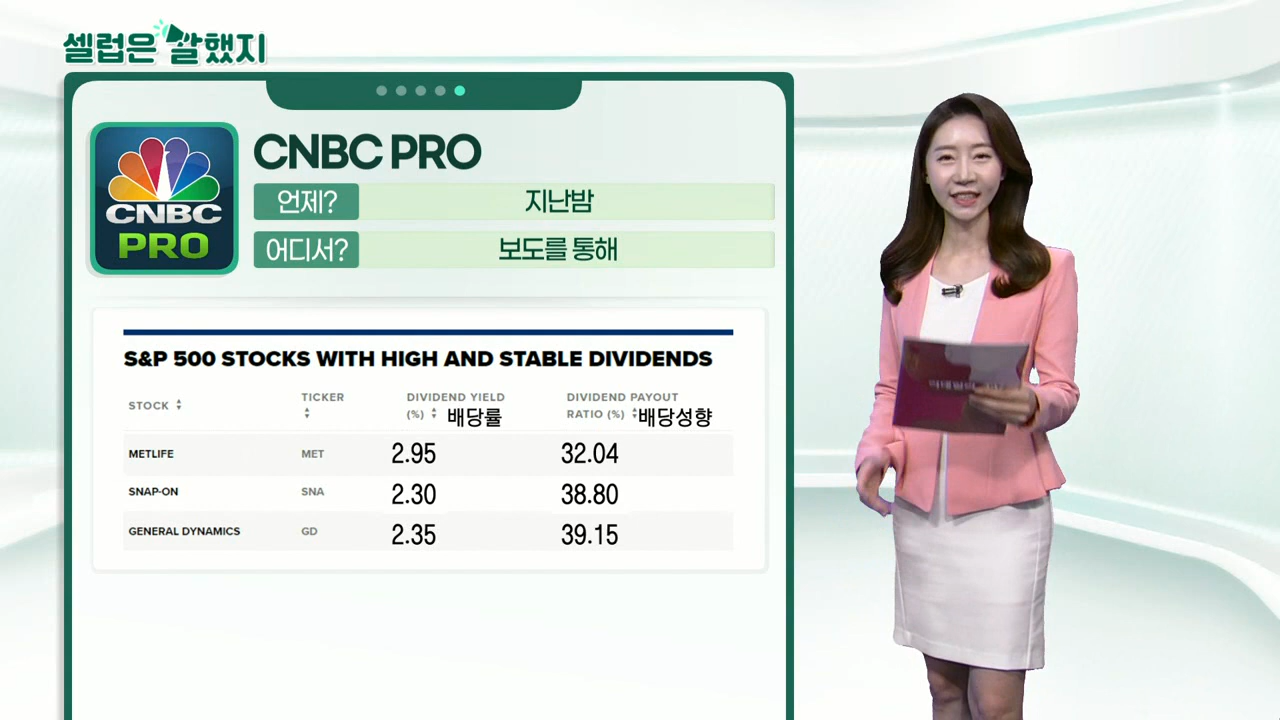 셀럽은 말했지
CNBC
PRO
CNBC PRO
언제?
지난밤
어디서?
보도를 통해
S&P 500 STOCKS WITH HIGH AND STABLE DIVIDENDS
STOCK TICKER DIVIDEND YIELD (%) 배당률 DIVIDEND PAYOUT RATIO (%) 배당성향
METLIFE MET 2.95 32.04
SNAP-ON SNA 2.30 38.80
GENERAL DYNAMICS GD 2.35 39.15